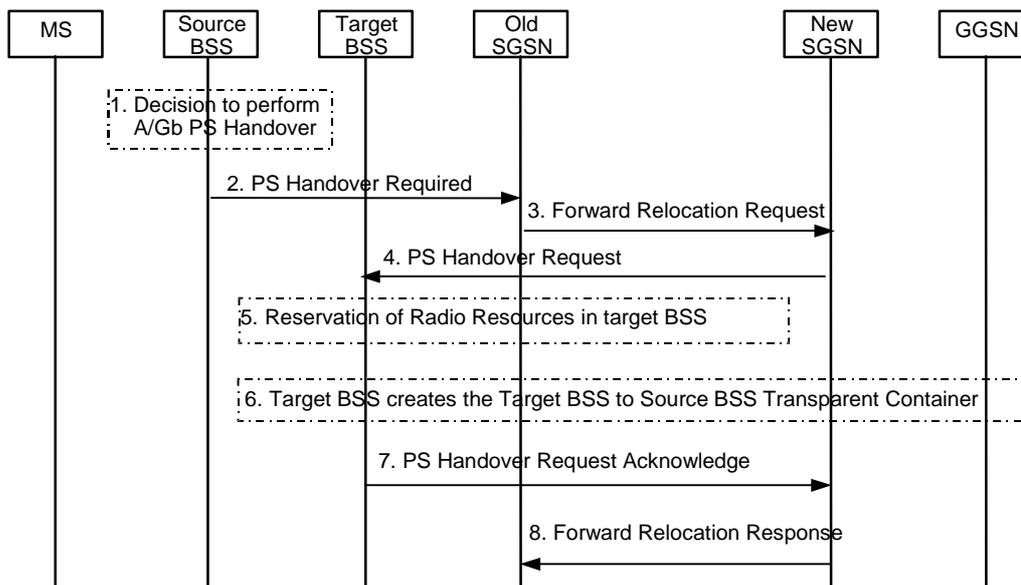 MS
Source
BSS
Target
BSS
Old
SGSN
New
SGSN
GGSN
1. Decision to perform
A/Gb PS Handover
2. PS Handover Required
3. Forward Relocation Request
4. PS Handover Request
5. Reservation of Radio Resources in target BSS
6. Target BSS creates the Target BSS to Source BSS Transparent Container
7. PS Handover Request Acknowledge
8. Forward Relocation Response